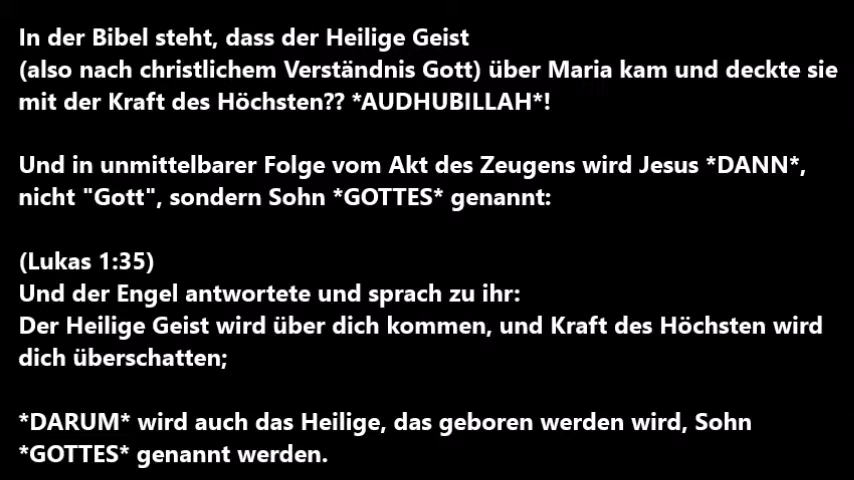 In der Bibel steht, dass der Heilige Geist
(also nach christlichem Verständnis Gott) über Maria kam und deckte sie
mit der Kraft des Höchsten?? *AUDHUBILLAH*!
Und in unmittelbarer Folge vom Akt des Zeugens wird Jesus *DANN*,
nicht "Gott", sondern Sohn *GOTTES* genannt:
(Lukas 1:35)
Und der Engel antwortete und sprach zu ihr:
Der Heilige Geist wird über dich kommen, und Kraft des Höchsten wird
dich überschatten;
*DARUM* wird auch das Heilige, das geboren werden wird, Sohn
*GOTTES* genannt werden.